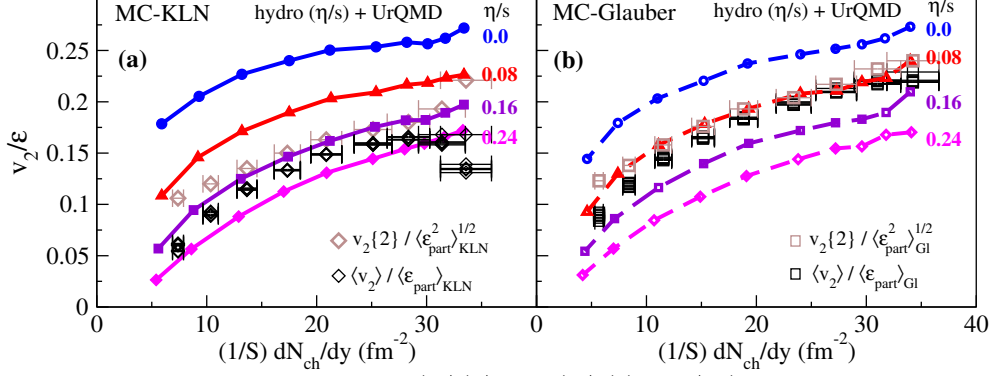 MC-KLN hydro (η/s) + UrQMD η/s
MC-Glauber hydro (η/s) + UrQMD η/s
(a)
(b)
0.0
0.08
0.16
0.24
0.0
0.08
0.16
0.24
0.25
0.2
0.15
0.1
0.05
0
v₂/ε
v₂{2} / ⟨ε²part⟩^1/2 KLN
⟨v₂⟩ / ⟨εpart⟩KLN
v₂{2} / ⟨ε²part⟩^1/2 Gl
⟨v₂⟩ / ⟨εpart⟩Gl
0 10 20 30 0 10 20 30 40
(1/S) dNch/dy (fm⁻²)
(1/S) dNch/dy (fm⁻²)